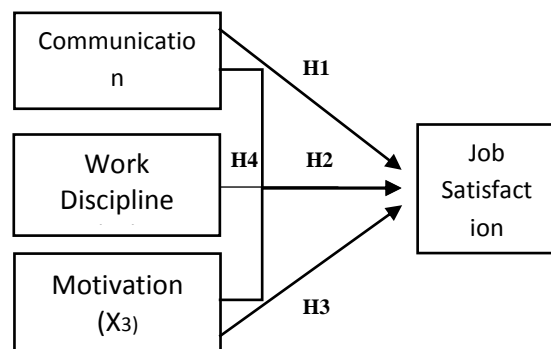 Communicatio
n
H1
Work
Discipline
H4
H2
Job
Satisfact
ion
Motivation
(X3)
H3